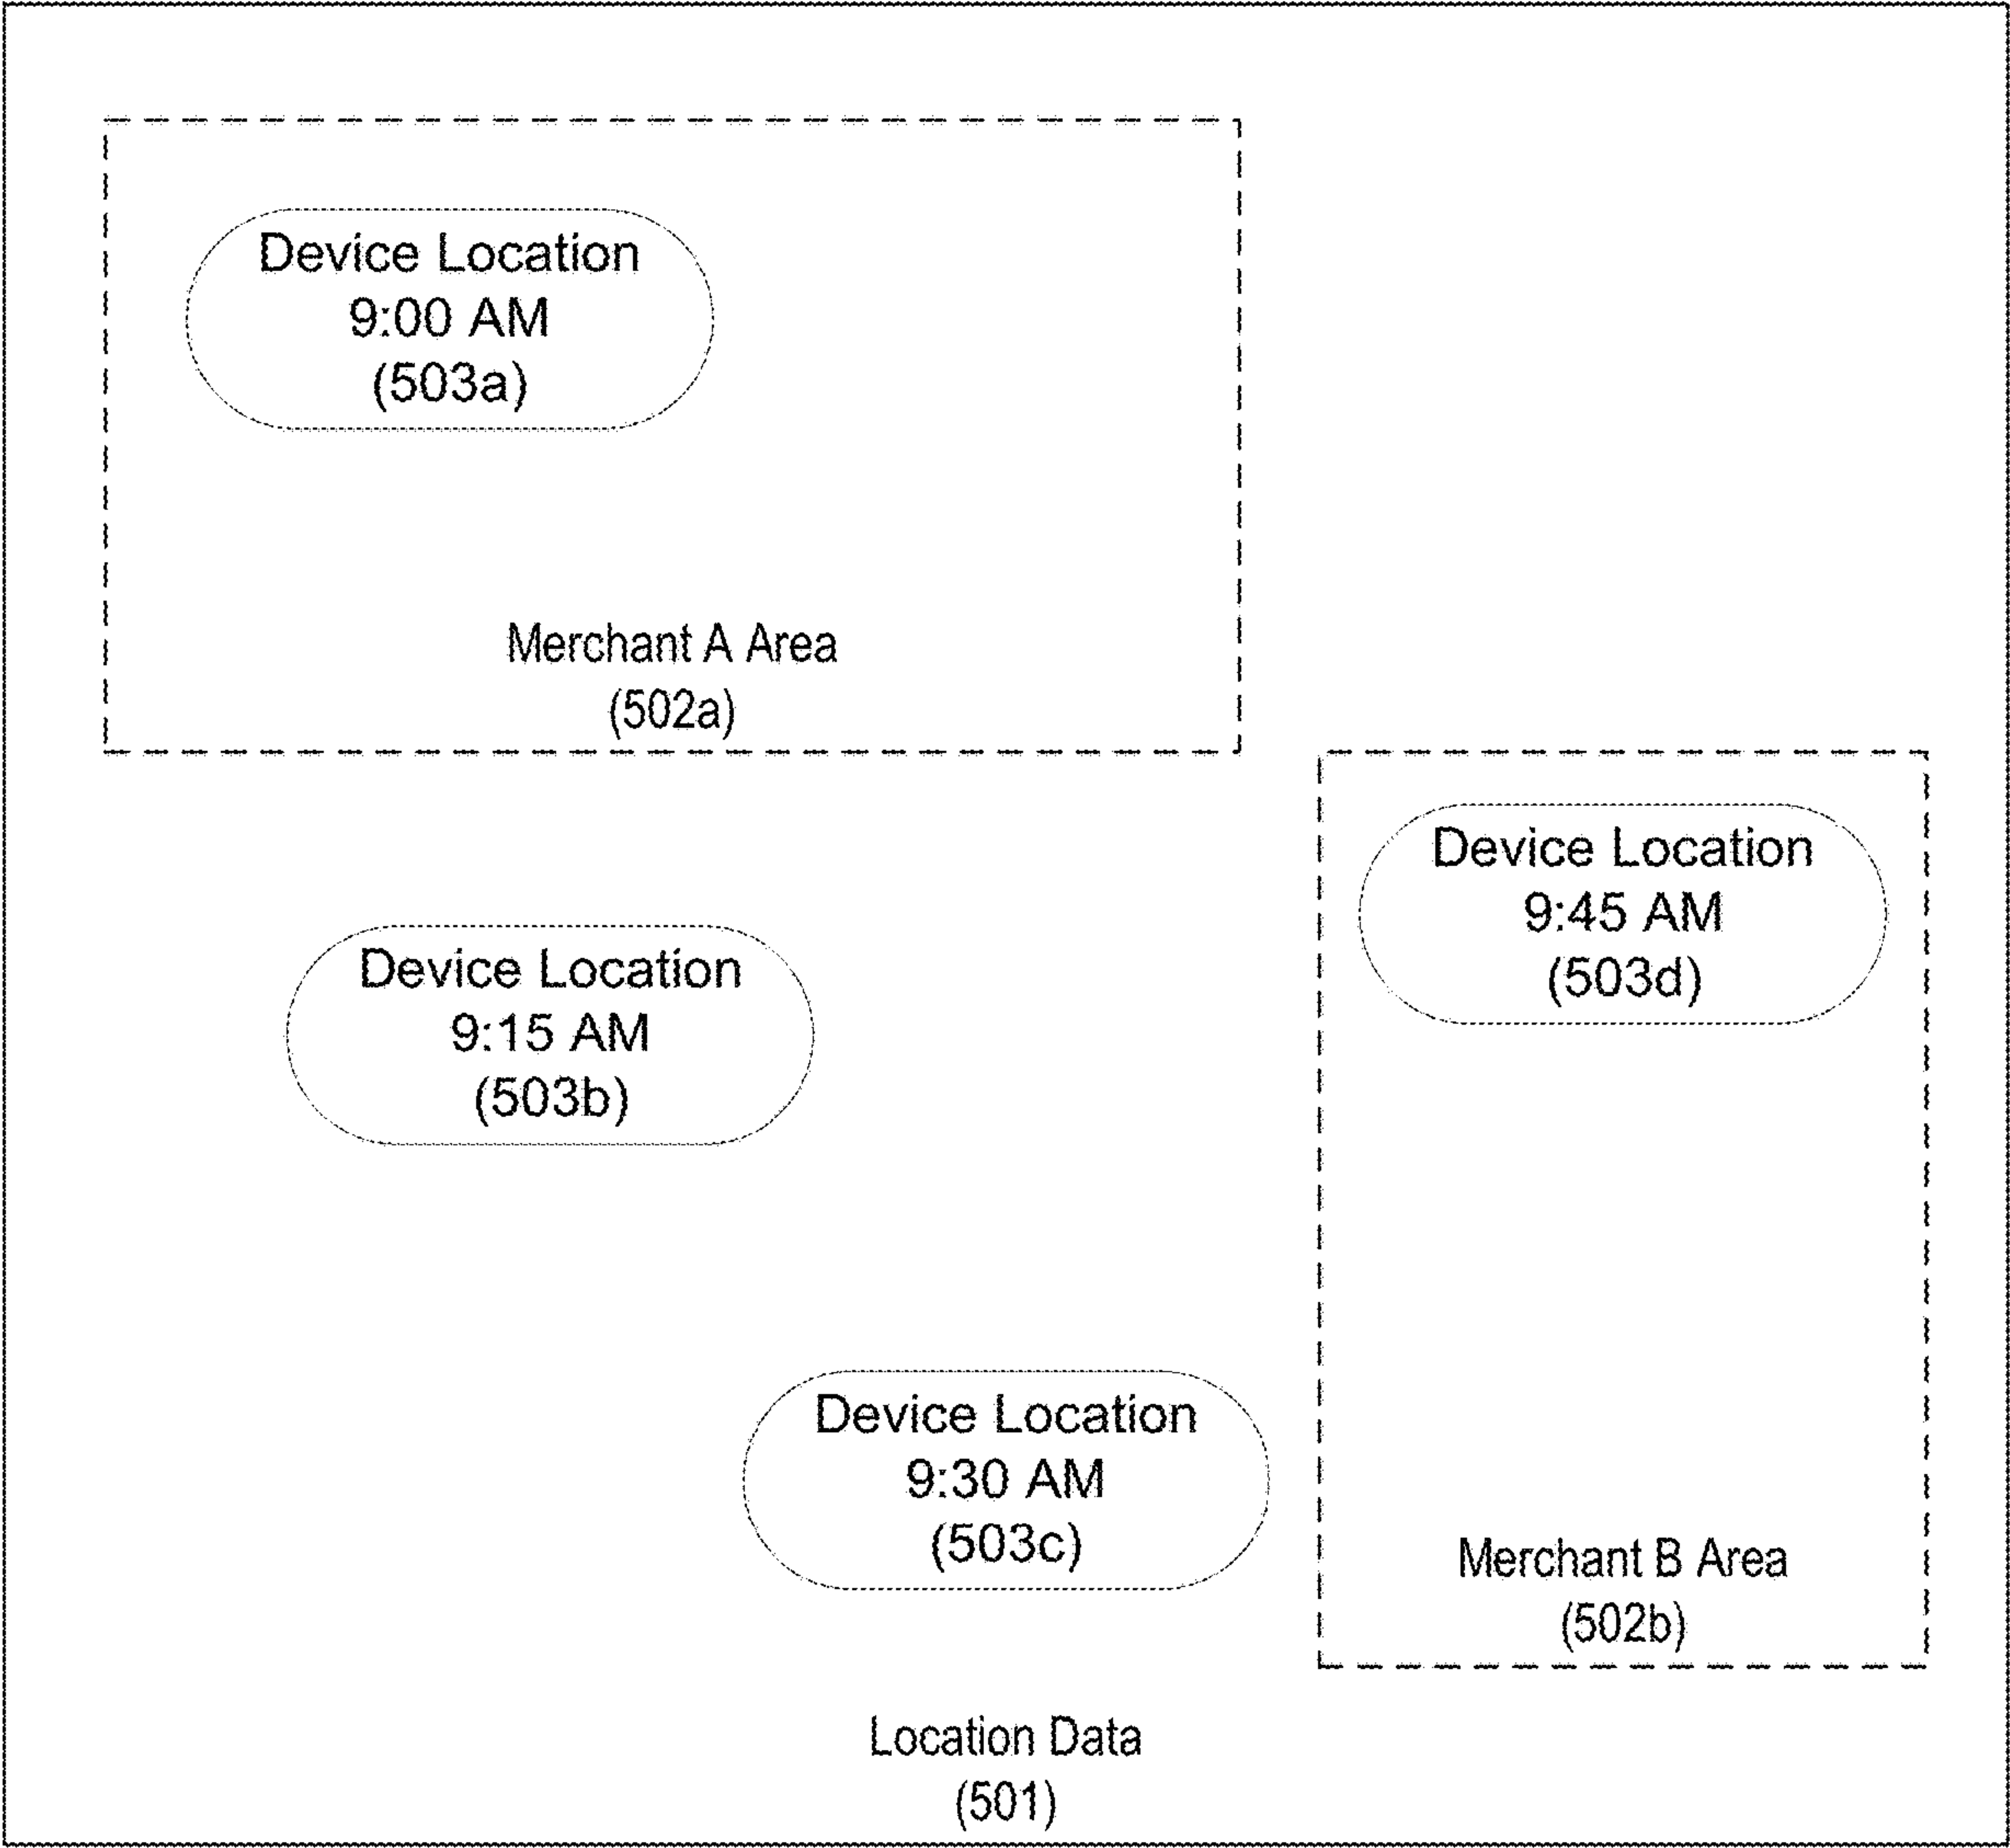 Device Location
9:00 AM
(503a)
Merchant A Area
(502a)
Device Location
9:45 AM
(503d)
Device Location
9:15 AM
(503b)
Device Location
9:30 AM
(503c)
Merchant B Area
(502b)
Location Data
(501)